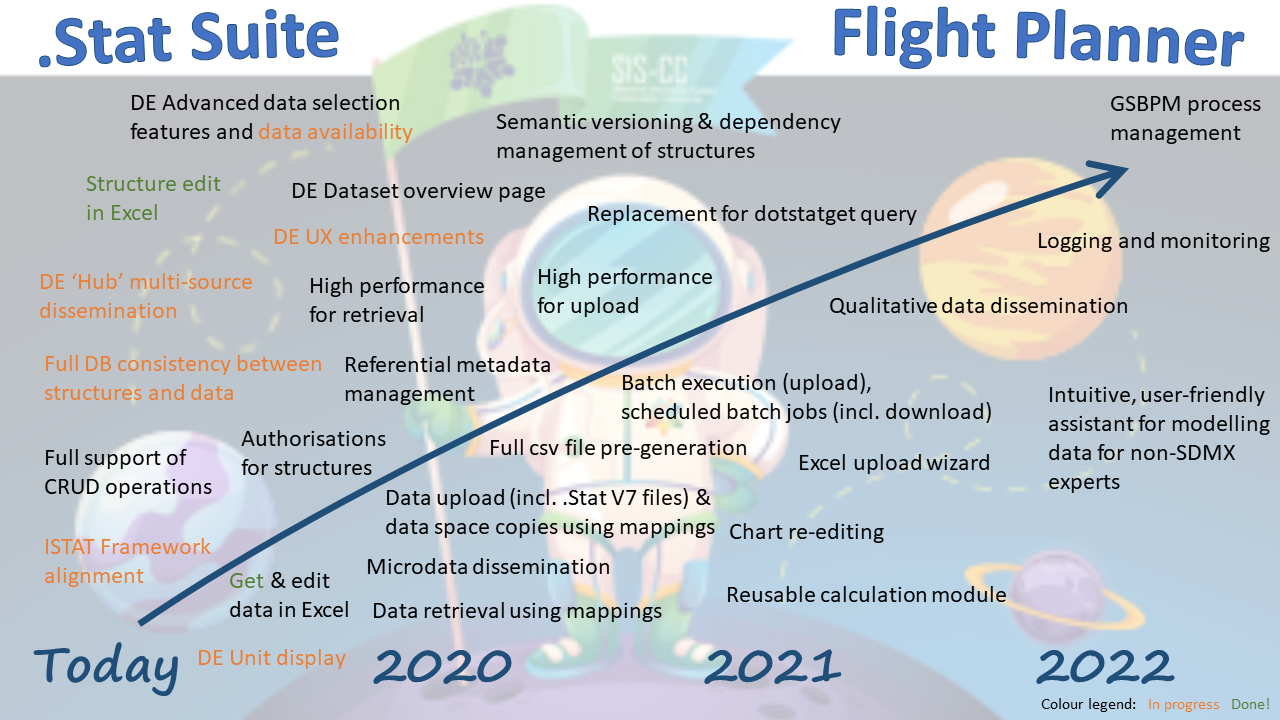 .Stat Suite
Flight Planner
SIS-CC
DE Advanced data selection
features and data availability
Semantic versioning & dependency
management of structures
GSBPM process
management
Structure edit
in Excel
DE Dataset overview page
Replacement for dotstatget query
DE UX enhancements
Logging and monitoring
DE ‘Hub’ multi-source
dissemination
High performance
for retrieval
High performance
for upload
Qualitative data dissemination
Full DB consistency between
structures and data
Referential metadata
management
Batch execution (upload),
scheduled batch jobs (incl. download)
Intuitive, user-friendly
assistant for modelling
data for non-SDMX
experts
Authorisations
for structures
Full csv file pre-generation
Full support of
CRUD operations
Excel upload wizard
Data upload (incl. .Stat V7 files) &
data space copies using mappings
Chart re-editing
ISTAT Framework
alignment
Get & edit
data in Excel
Microdata dissemination
Data retrieval using mappings
Reusable calculation module
Today
DE Unit display
2020
2021
2022
Colour legend: In progress Done!